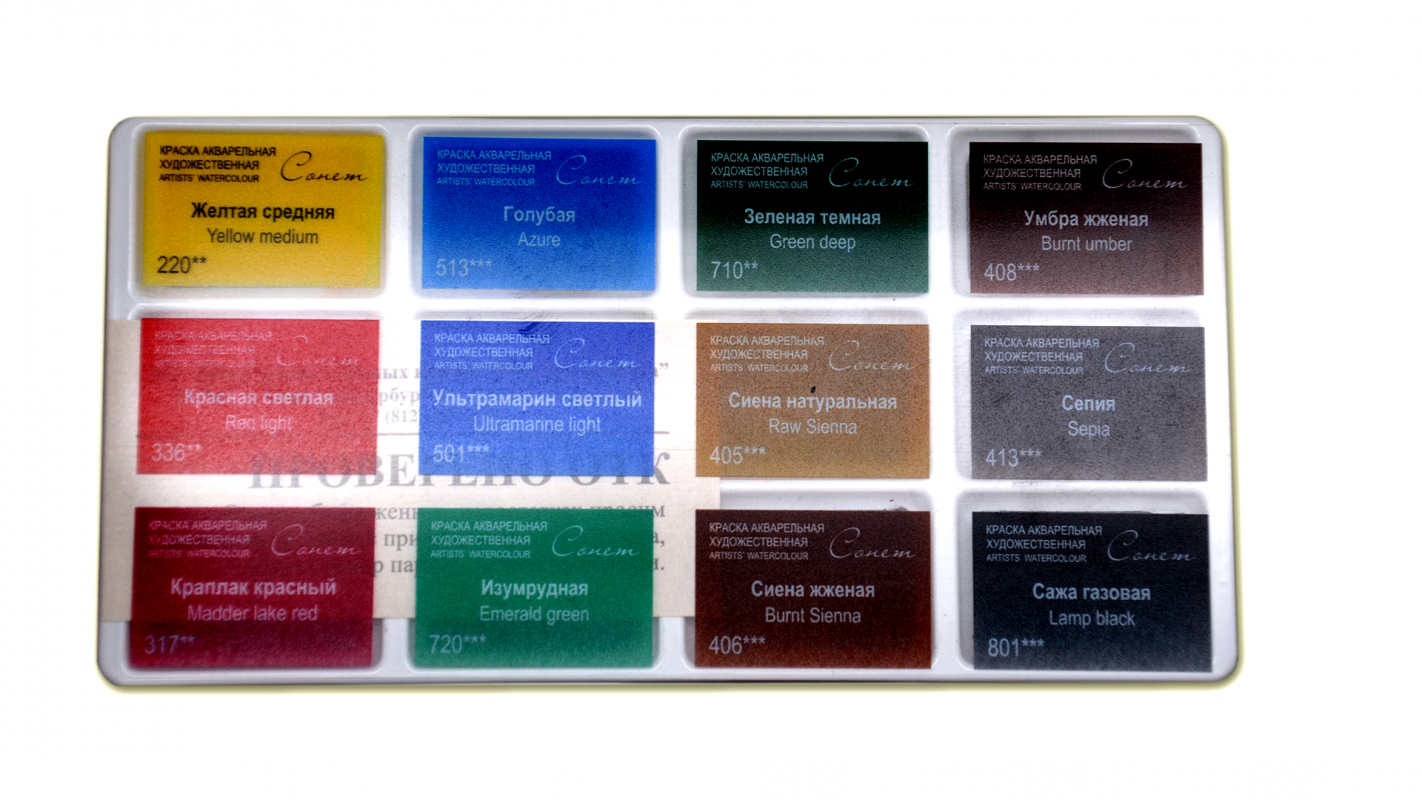 КРАСКА АКВАРЕЛЬНАЯ
ХУДОЖЕСТВЕННАЯ
ARTISTS' WATERCOLOUR
Сонет
Желтая средняя
Yellow medium
220**
КРАСКА АКВАРЕЛЬНАЯ
ХУДОЖЕСТВЕННАЯ
ARTISTS' WATERCOLOUR
Сонет
Голубая
Azure
513***
КРАСКА АКВАРЕЛЬНАЯ
ХУДОЖЕСТВЕННАЯ
ARTISTS' WATERCOLOUR
Сонет
Зеленая темная
Green deep
710**
КРАСКА АКВАРЕЛЬНАЯ
ХУДОЖЕСТВЕННАЯ
ARTISTS' WATERCOLOUR
Сонет
Умбра жженая
Burnt umber
408***
КРАСКА АКВАРЕЛЬНАЯ
ХУДОЖЕСТВЕННАЯ
ARTISTS' WATERCOLOUR
Сонет
Красная светлая
Red light
336**
КРАСКА АКВАРЕЛЬНАЯ
ХУДОЖЕСТВЕННАЯ
ARTISTS' WATERCOLOUR
Сонет
Ультрамарин светлый
Ultramarine light
501***
КРАСКА АКВАРЕЛЬНАЯ
ХУДОЖЕСТВЕННАЯ
ARTISTS' WATERCOLOUR
Сонет
Сиена натуральная
Raw Sienna
405***
КРАСКА АКВАРЕЛЬНАЯ
ХУДОЖЕСТВЕННАЯ
ARTISTS' WATERCOLOUR
Сонет
Сепия
Sepia
413***
(812
ПРОВЕРЕНО ОТК
просим
КРАСКА АКВАРЕЛЬНАЯ
ХУДОЖЕСТВЕННАЯ
ARTISTS' WATERCOLOUR
Сонет
Краплак красный
Madder lake red
317**
КРАСКА АКВАРЕЛЬНАЯ
ХУДОЖЕСТВЕННАЯ
ARTISTS' WATERCOLOUR
Сонет
Изумрудная
Emerald green
720***
КРАСКА АКВАРЕЛЬНАЯ
ХУДОЖЕСТВЕННАЯ
ARTISTS' WATERCOLOUR
Сонет
Сиена жженая
Burnt Sienna
406***
КРАСКА АКВАРЕЛЬНАЯ
ХУДОЖЕСТВЕННАЯ
ARTISTS' WATERCOLOUR
Сонет
Сажа газовая
Lamp black
801***